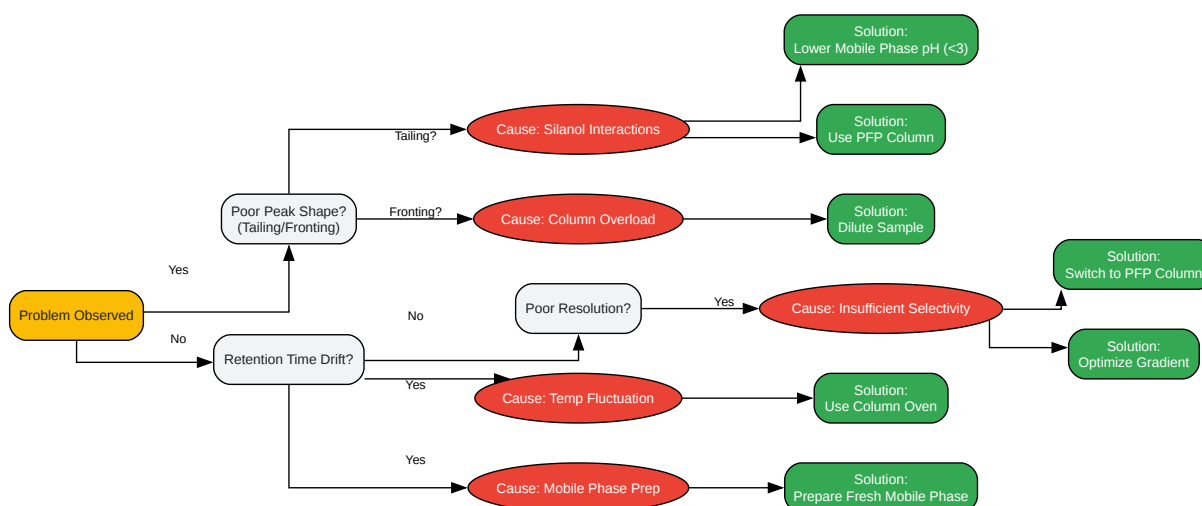 Solution:
Lower Mobile Phase pH (<3)
Tailing?
Cause: Silanol Interactions
Solution:
Use PFP Column
Poor Peak Shape?
(Tailing/Fronting)
Fronting?
Cause: Column Overload
Solution:
Dilute Sample
Yes
Problem Observed
No
Retention Time Drift?
No
Poor Resolution?
Yes
Cause: Insufficient Selectivity
Solution:
Switch to PFP Column
Solution:
Optimize Gradient
Yes
Cause: Temp Fluctuation
Solution:
Use Column Oven
Yes
Cause: Mobile Phase Prep
Solution:
Prepare Fresh Mobile Phase